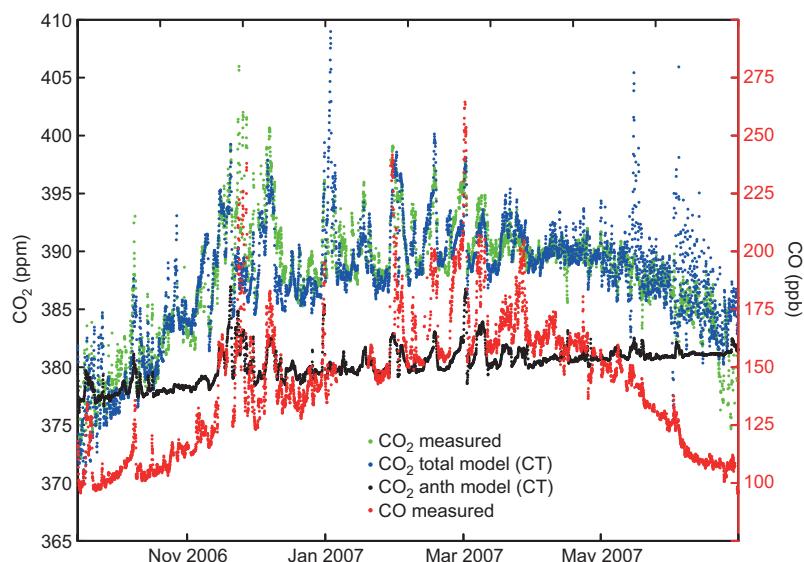 410
405
400
395
390
385
380
375
370
365
CO₂ (ppm)
275
250
225
200
175
150
125
100
CO (ppb)
CO₂ measured
CO₂ total model (CT)
CO₂ anth model (CT)
CO measured
Nov 2006 Jan 2007 Mar 2007 May 2007